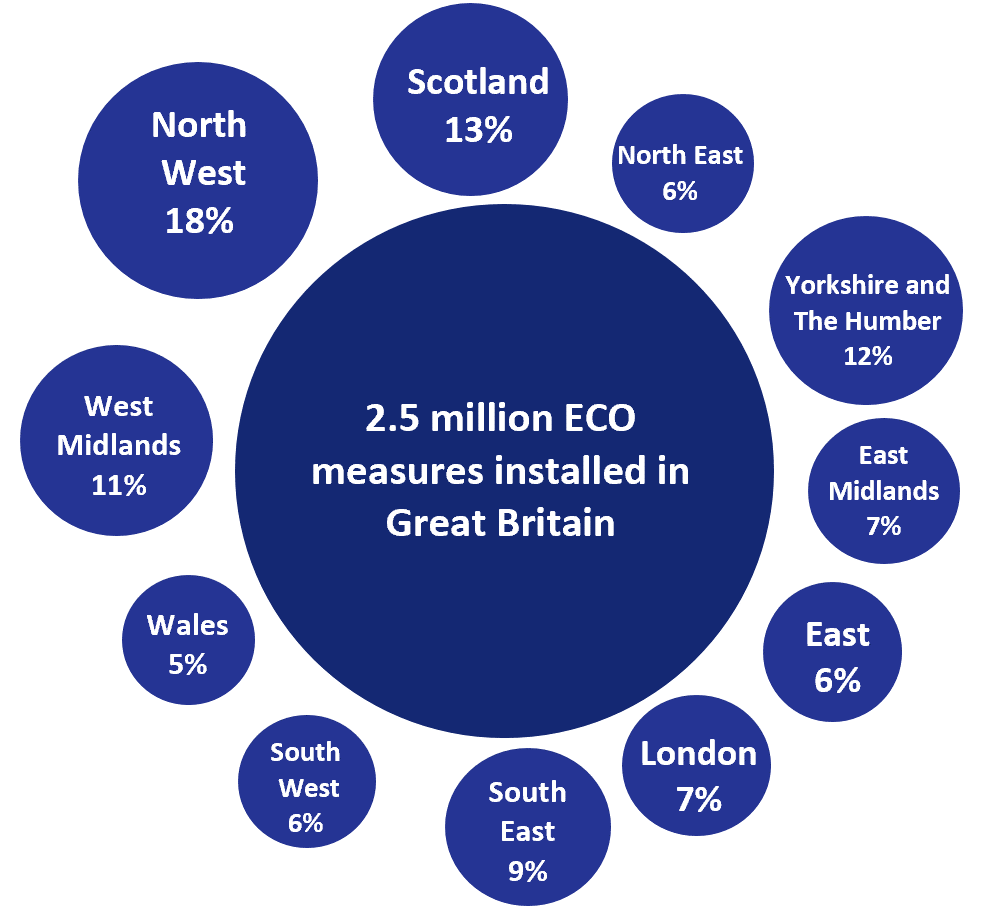 Scotland
13%
North
West
18%
North East
6%
Yorkshire and
The Humber
12%
West
Midlands
11%
2.5 million ECO
measures installed in
Great Britain
East
Midlands
7%
Wales
5%
East
6%
South
West
6%
London
7%
South
East
9%